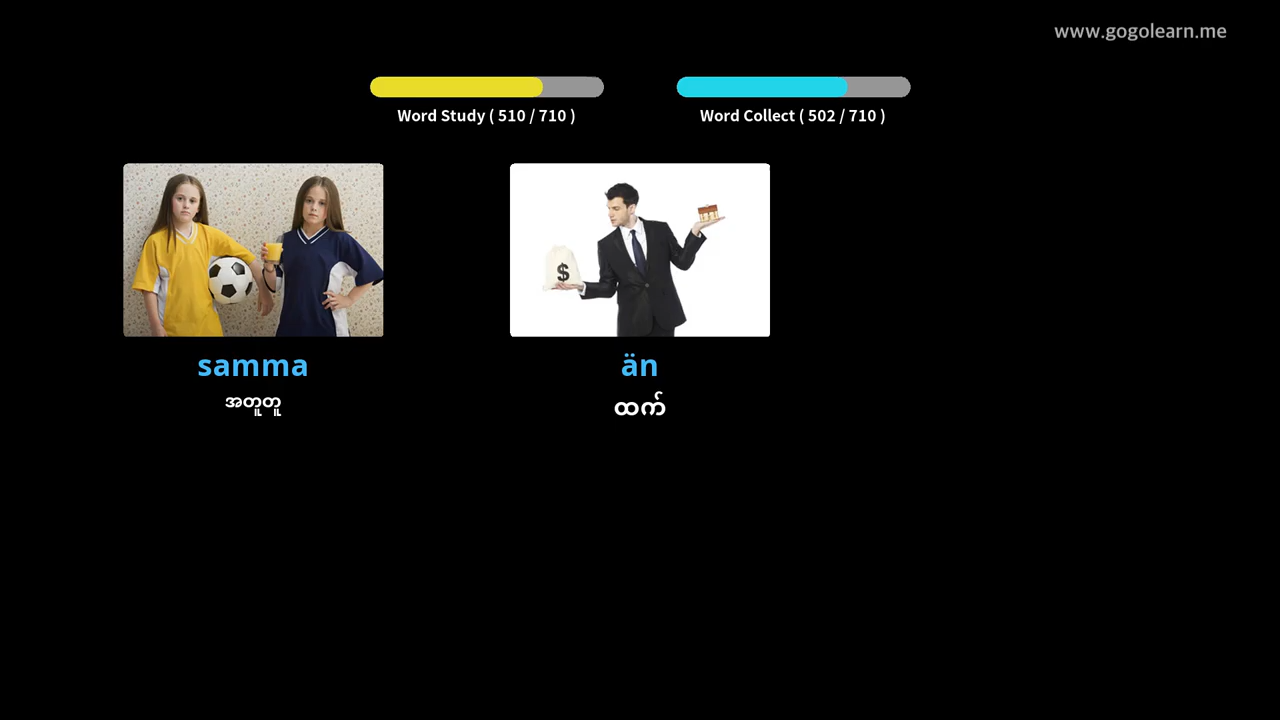 www.gogolearn.me
Word Study ( 510 / 710 )
Word Collect ( 502 / 710 )
$
samma
än
အတူတူ
ထက်